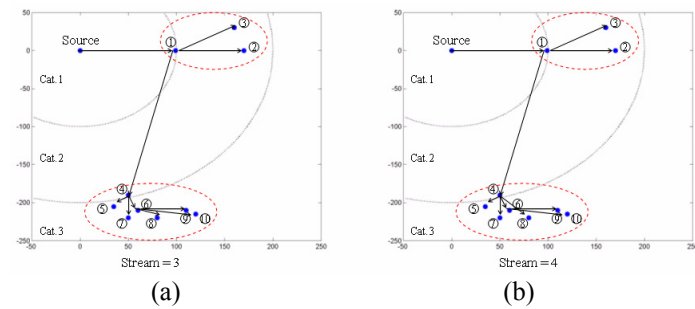 50
0
-50
-100
-150
-200
-250
-50 0 50 100 150 200 250
Source
Cat.1
Cat.2
Cat.3
① ② ③
④ ⑤ ⑥ ⑦ ⑧ ⑨ ⑩
Stream=3
(a)
50
0
-50
-100
-150
-200
-250
-50 0 50 100 150 200 250
Source
Cat.1
Cat.2
Cat.3
① ② ③
④ ⑤ ⑥ ⑦ ⑧ ⑨ ⑩
Stream=4
(b)